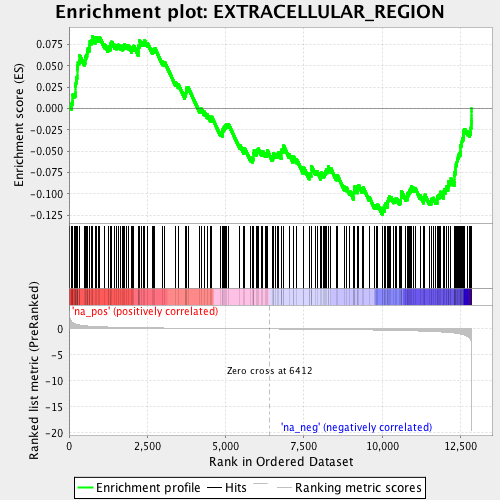 Enrichment plot: EXTRACELLULAR_REGION
Enrichment score (ES)
0.075
0.050
0.025
0.000
-0.025
-0.050
-0.075
-0.100
-0.125
'na_pos' (positively correlated)
Ranked list metric (PreRanked)
0
-5
-10
-15
-20
Zero cross at 6412
'na_neg' (negatively correlated)
0
2,500
5,000
7,500
10,000
12,500
Rank in Ordered Dataset
Enrichment profile
Hits
Ranking metric scores